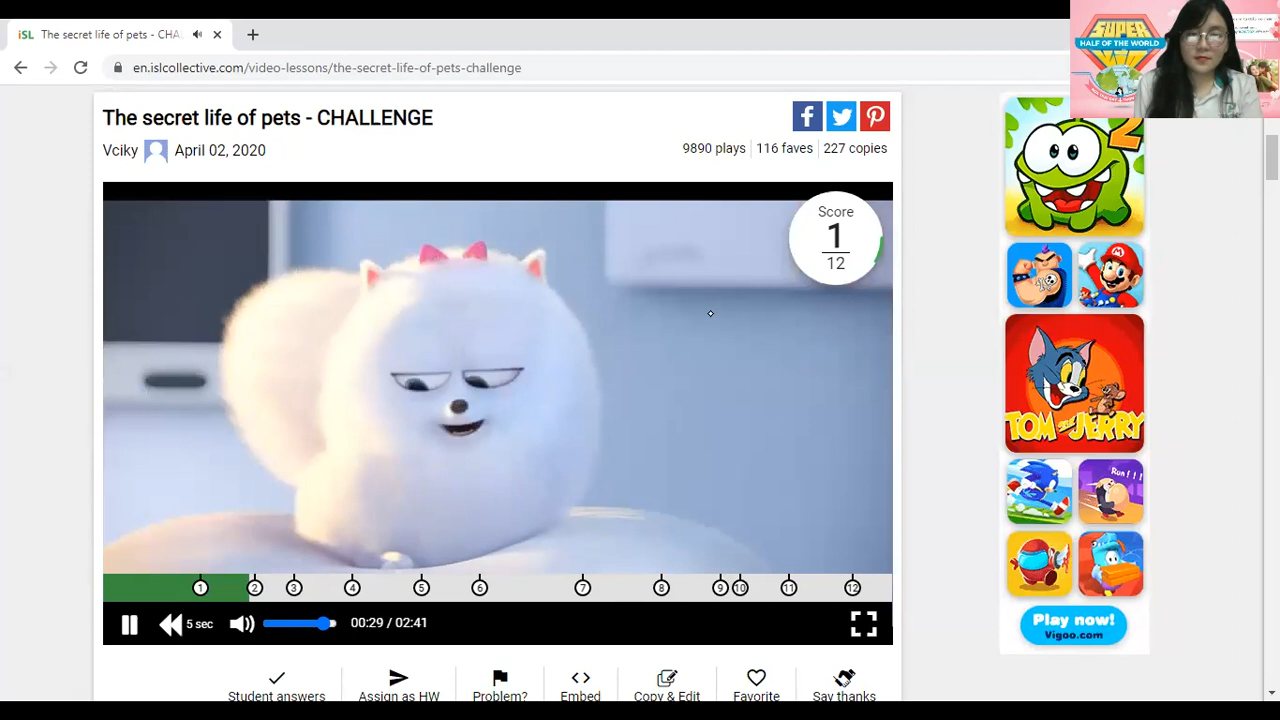 iSL The secret life of pets - CHA
en.islcollective.com/video-lessons/the-secret-life-of-pets-challenge
SUPER
HALF OF THE WORLD
The secret life of pets - CHALLENGE
Vciky April 02, 2020
9890 plays 116 faves 227 copies
Score
1
12
2
M
TOM and JERRY
Run!!!
Play now!
Vigoo.com
1 2 3 4 5 6 7 8 9 10 11 12
5 sec 00:29 / 02:41
Student answers Assign as HW Problem? Embed Copy & Edit Favorite Say thanks